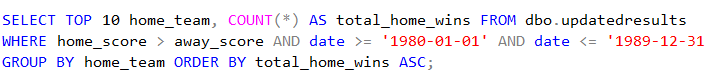 SELECT TOP 10 home_team, COUNT(*) AS total_home_wins FROM dbo.updatedresults
WHERE home_score > away_score AND date >= '1980-01-01' AND date <= '1989-12-31
GROUP BY home_team ORDER BY total_home_wins ASC;